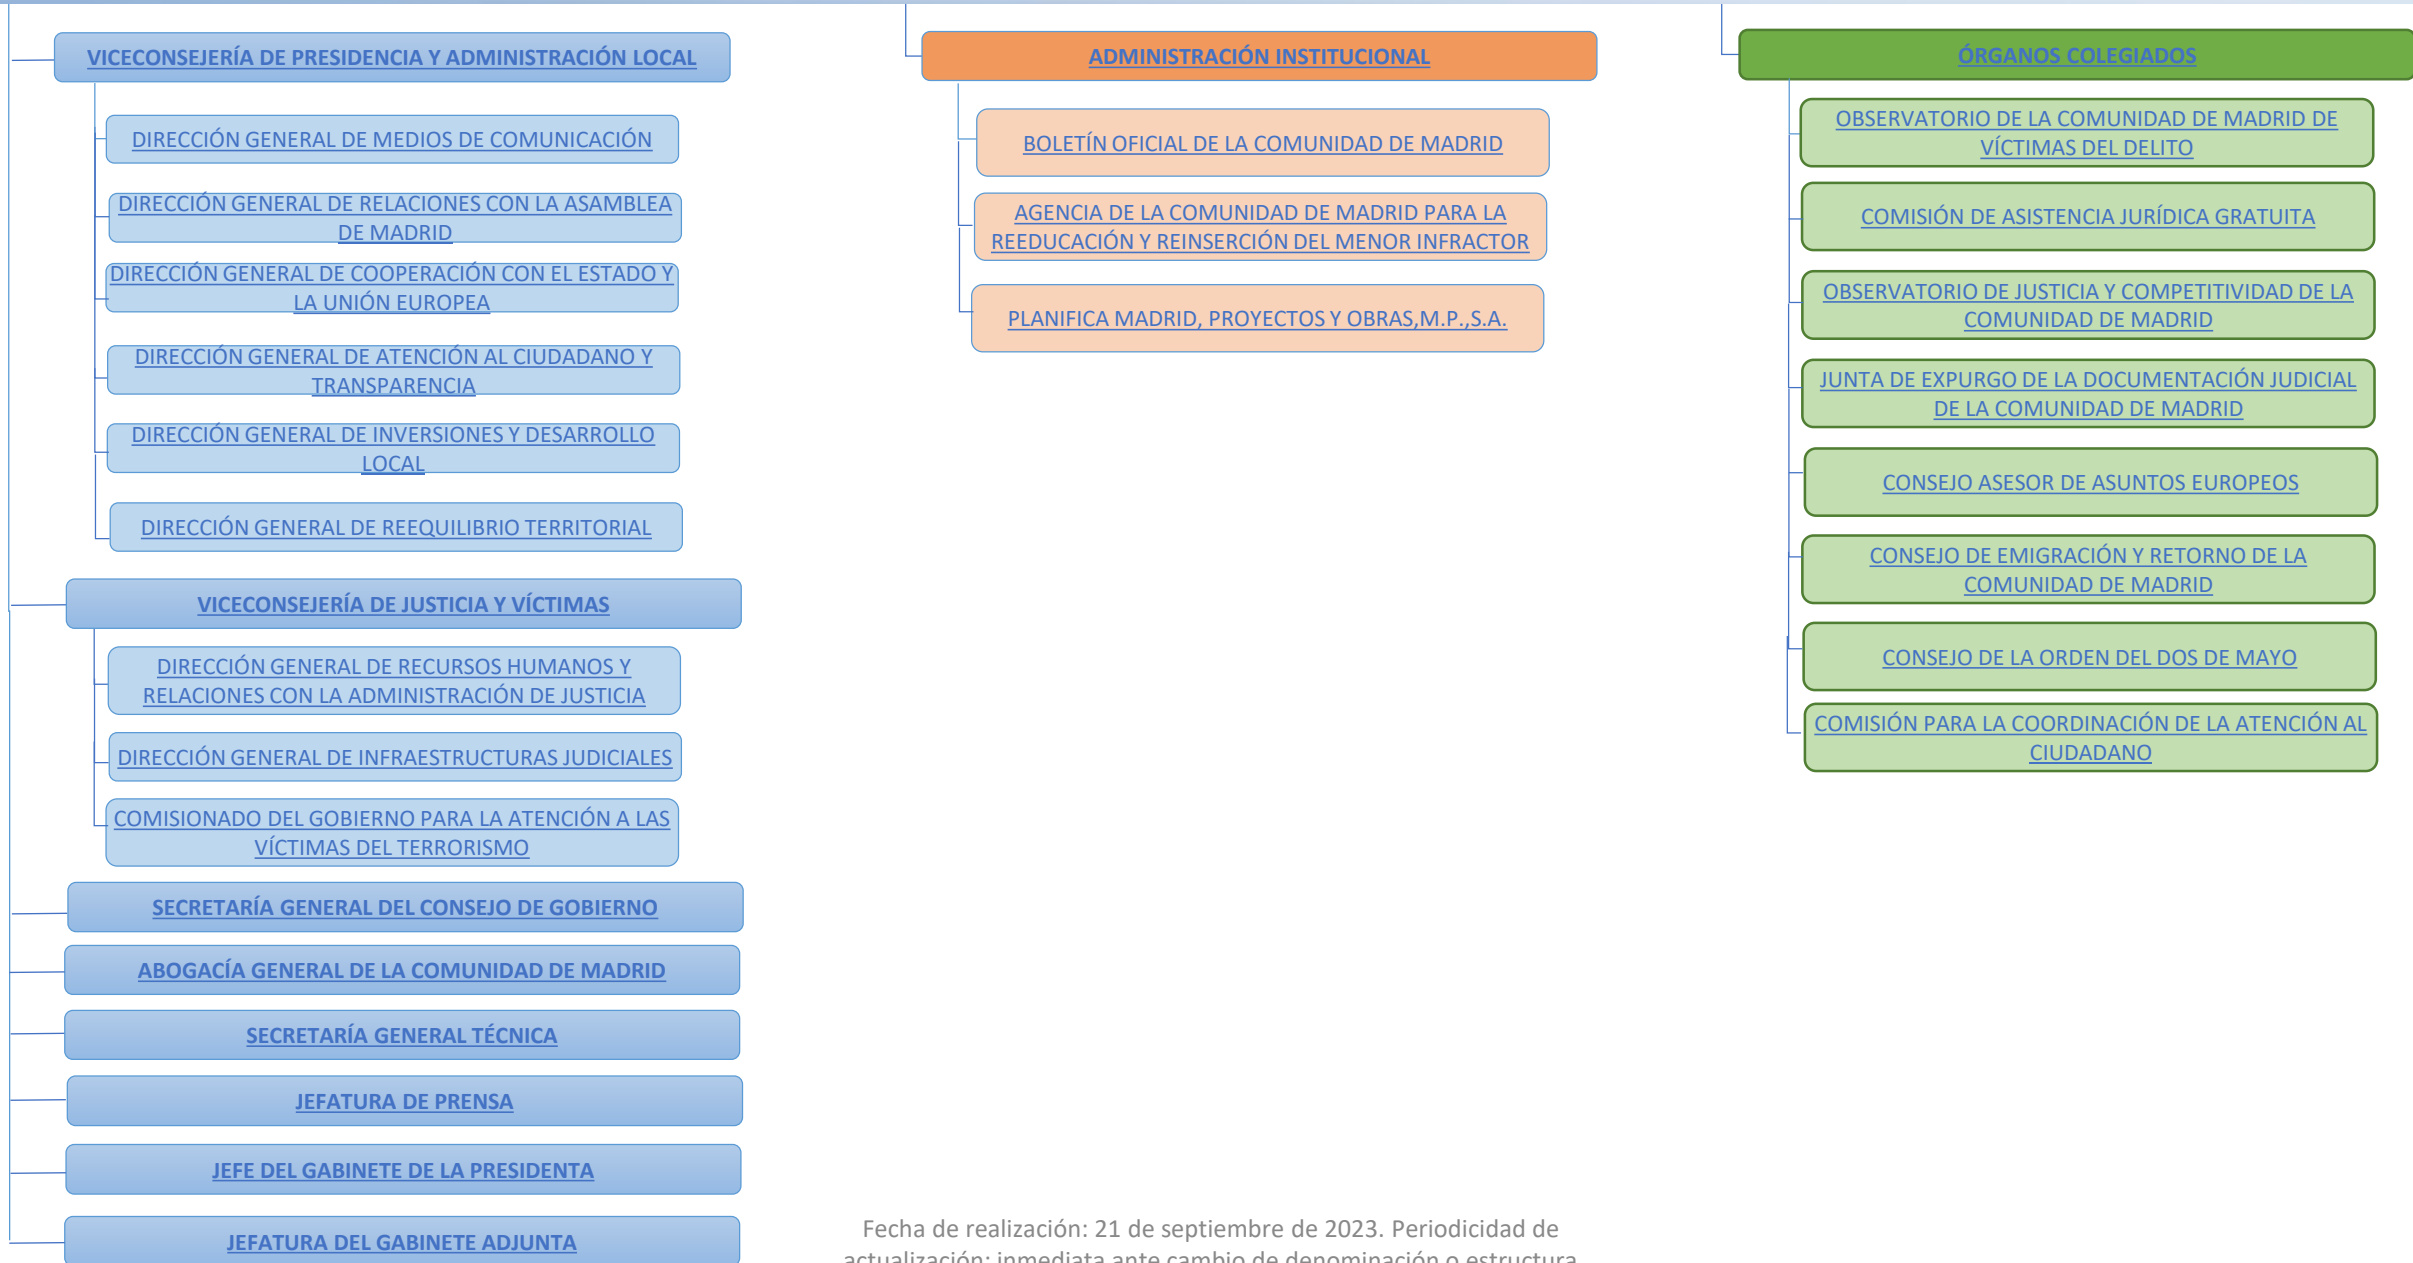 VICECONSEJERÍA DE PRESIDENCIA Y ADMINISTRACIÓN LOCAL
DIRECCIÓN GENERAL DE MEDIOS DE COMUNICACIÓN
DIRECCIÓN GENERAL DE RELACIONES CON LA ASAMBLEA
DE MADRID
DIRECCIÓN GENERAL DE COOPERACIÓN CON EL ESTADO Y
LA UNIÓN EUROPEA
DIRECCIÓN GENERAL DE ATENCIÓN AL CIUDADANO Y
TRANSPARENCIA
DIRECCIÓN GENERAL DE INVERSIONES Y DESARROLLO
LOCAL
DIRECCIÓN GENERAL DE REEQUILIBRIO TERRITORIAL
VICECONSEJERÍA DE JUSTICIA Y VÍCTIMAS
DIRECCIÓN GENERAL DE RECURSOS HUMANOS Y
RELACIONES CON LA ADMINISTRACIÓN DE JUSTICIA
DIRECCIÓN GENERAL DE INFRAESTRUCTURAS JUDICIALES
COMISIONADO DEL GOBIERNO PARA LA ATENCIÓN A LAS
VÍCTIMAS DEL TERRORISMO
SECRETARÍA GENERAL DEL CONSEJO DE GOBIERNO
ABOGACÍA GENERAL DE LA COMUNIDAD DE MADRID
SECRETARÍA GENERAL TÉCNICA
JEFATURA DE PRENSA
JEFE DEL GABINETE DE LA PRESIDENTA
JEFATURA DEL GABINETE ADJUNTA
ADMINISTRACIÓN INSTITUCIONAL
BOLETÍN OFICIAL DE LA COMUNIDAD DE MADRID
AGENCIA DE LA COMUNIDAD DE MADRID PARA LA
REEDUCACIÓN Y REINSERCIÓN DEL MENOR INFRACTOR
PLANIFICA MADRID, PROYECTOS Y OBRAS,M.P.,S.A.
ÓRGANOS COLEGIADOS
OBSERVATORIO DE LA COMUNIDAD DE MADRID DE
VÍCTIMAS DEL DELITO
COMISIÓN DE ASISTENCIA JURÍDICA GRATUITA
OBSERVATORIO DE JUSTICIA Y COMPETITIVIDAD DE LA
COMUNIDAD DE MADRID
JUNTA DE EXPURGO DE LA DOCUMENTACIÓN JUDICIAL
DE LA COMUNIDAD DE MADRID
CONSEJO ASESOR DE ASUNTOS EUROPEOS
CONSEJO DE EMIGRACIÓN Y RETORNO DE LA
COMUNIDAD DE MADRID
CONSEJO DE LA ORDEN DEL DOS DE MAYO
COMISIÓN PARA LA COORDINACIÓN DE LA ATENCIÓN AL
CIUDADANO
Fecha de realización: 21 de septiembre de 2023. Periodicidad de
actualización: inmediata ante cambio de denominación o estructura